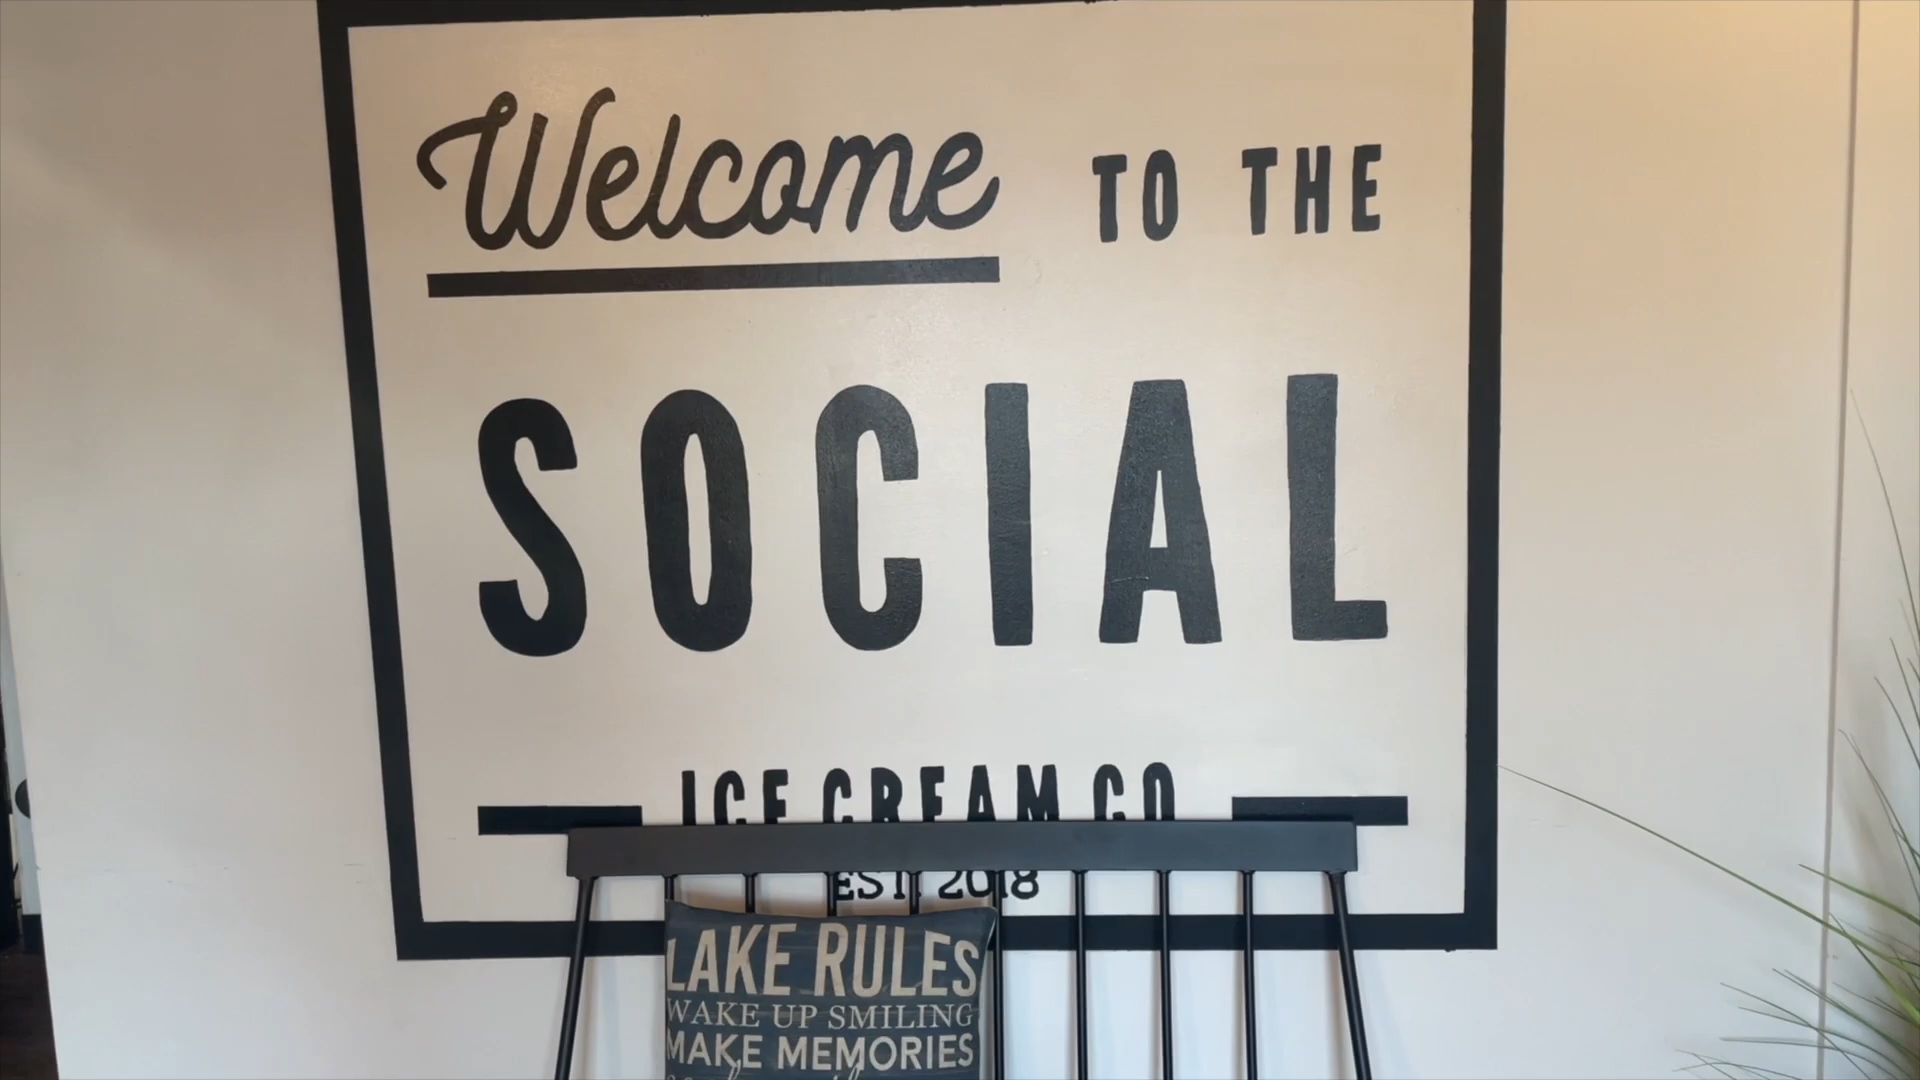 Welcome TO THE
SOCIAL
ICE CREAM CO
EST. 2018
LAKE RULES
WAKE UP SMILING
MAKE MEMORIES